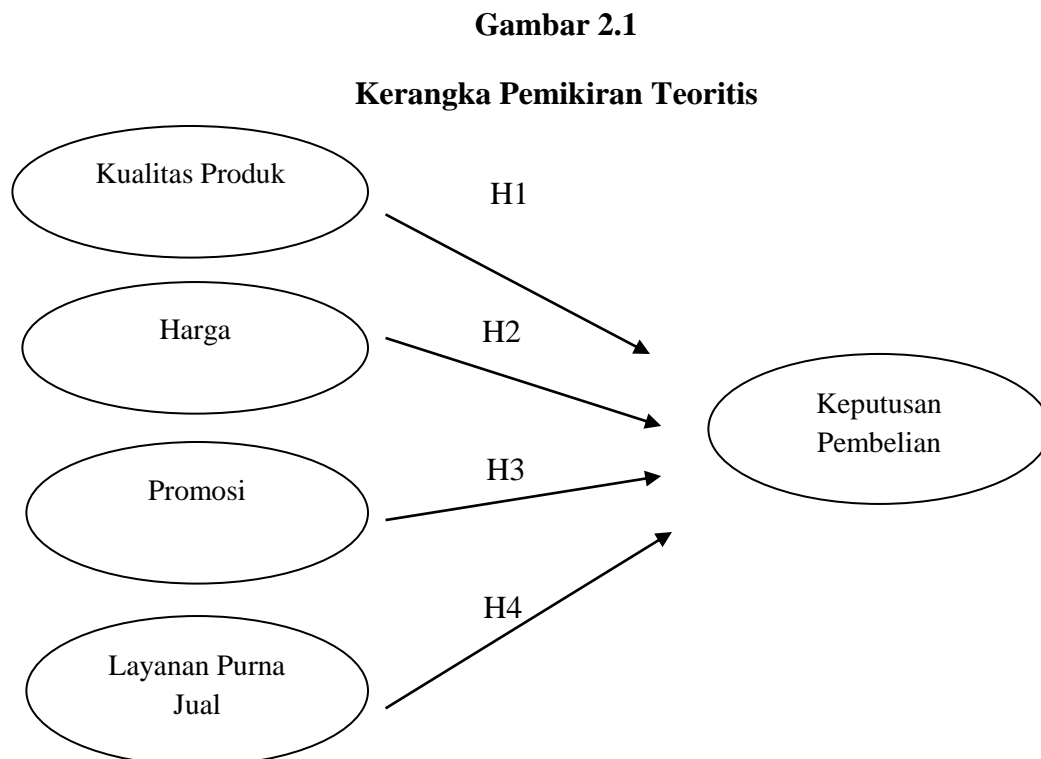 Gambar 2.1
Kerangka Pemikiran Teoritis
Kualitas Produk
H1
Harga
H2
Keputusan
Pembelian
Promosi
H3
H4
Layanan Purna
Jual